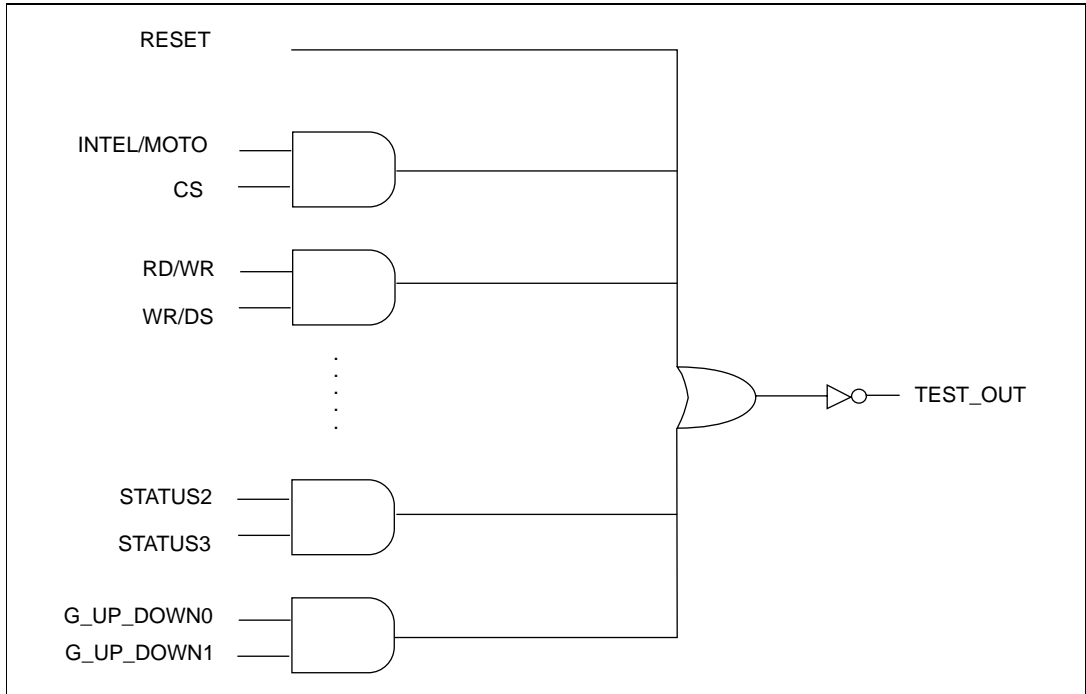 RESET
INTEL/MOTO
CS
RD/WR
WR/DS
TEST_OUT
STATUS2
STATUS3
G_UP_DOWN0
G_UP_DOWN1